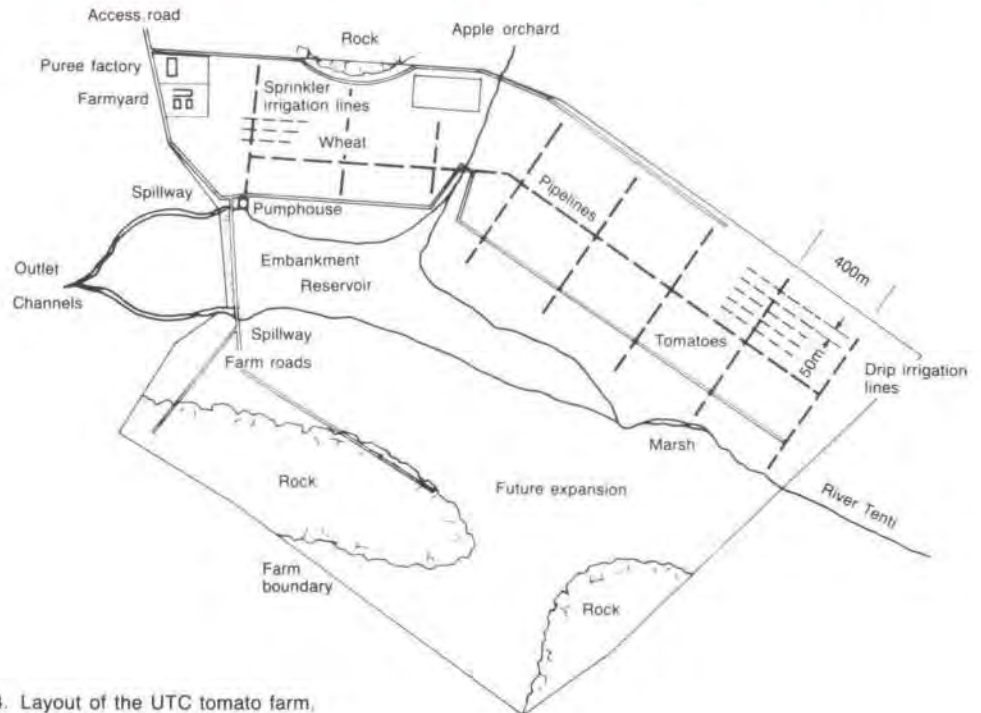 Access road
Rock
Apple orchard
Puree factory
Farmyard
Sprinkler
irrigation lines
Wheat
Spillway
Pumphouse
Pipelines
Embankment
Reservoir
400m
Outlet
Channels
Spillway
Farm roads
Tomatoes
50m
Drip irrigation
lines
Marsh
Rock
Future expansion
River Tenti
Farm
boundary
Rock
. Layout of the UTC tomato farm,